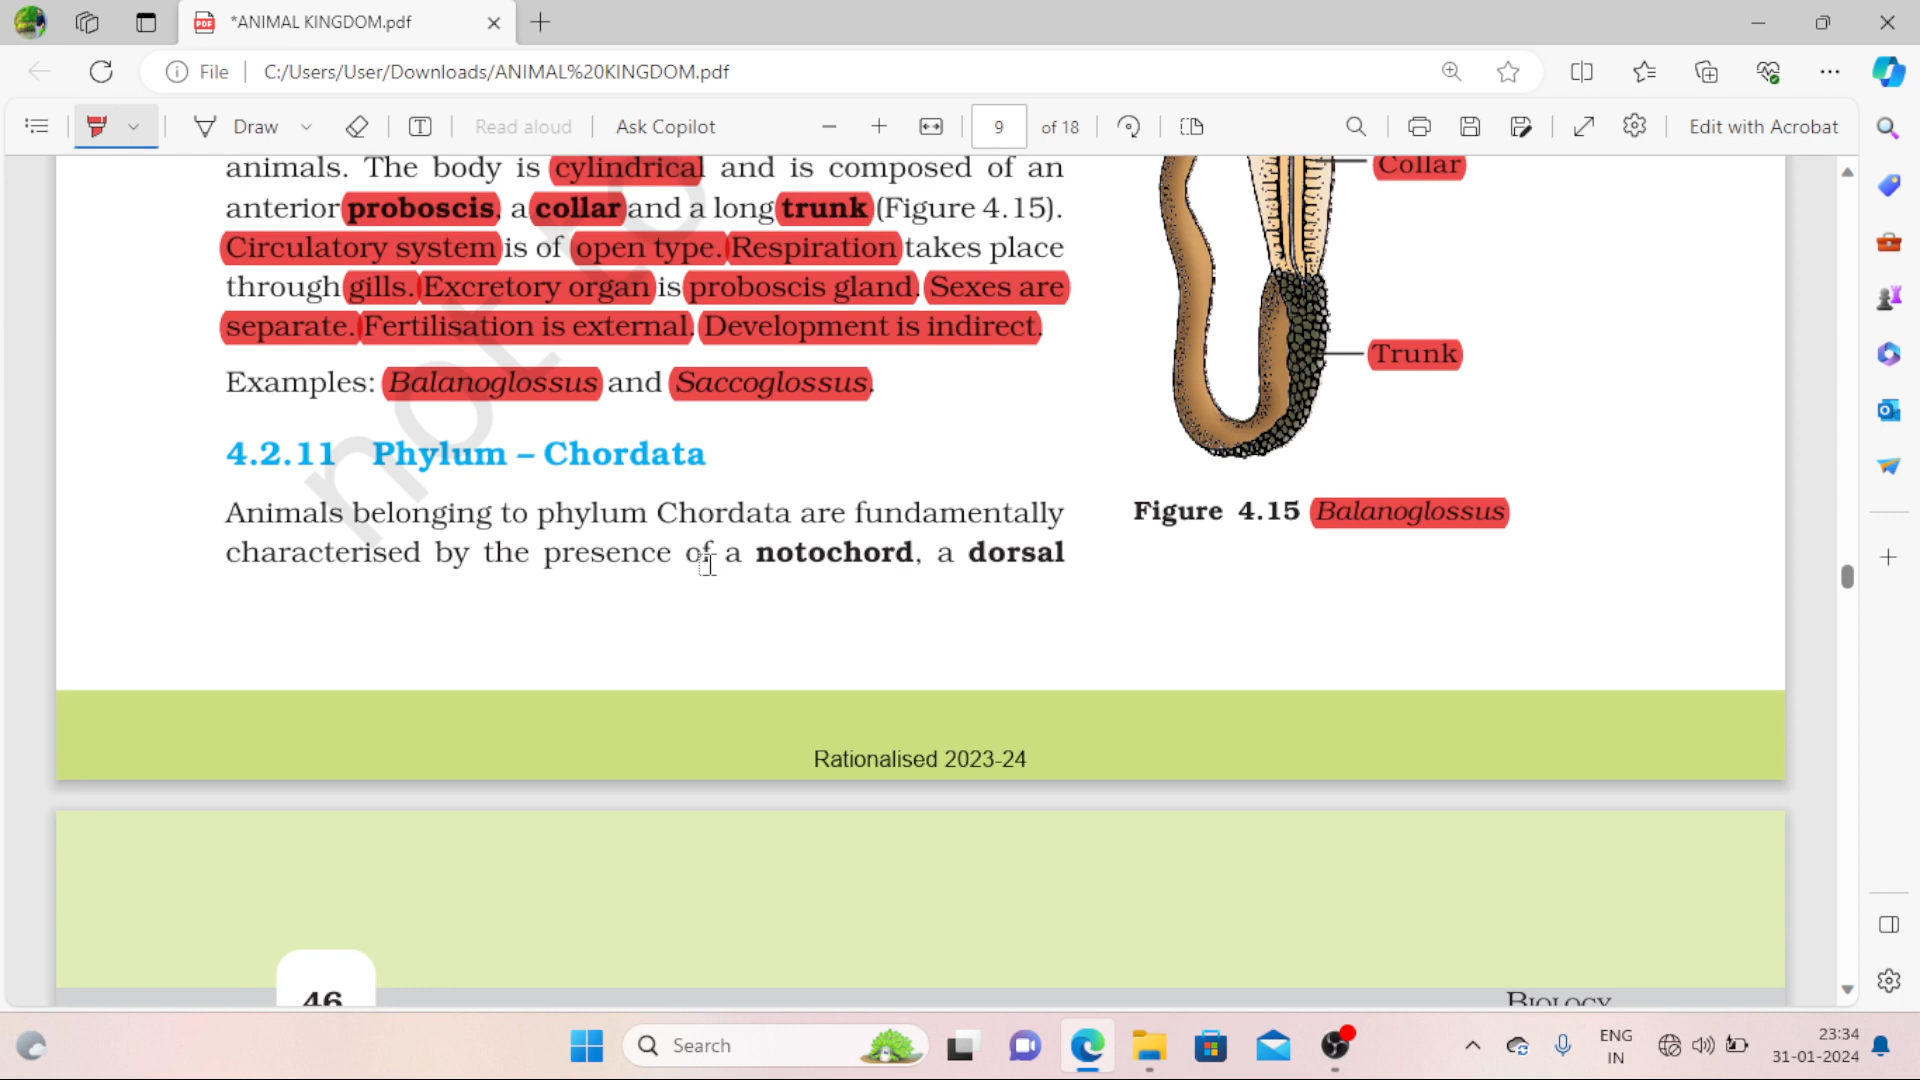 *ANIMAL KINGDOM.pdf
File
C:/Users/User/Downloads/ANIMAL%20KINGDOM.pdf
Draw
Read aloud
Ask Copilot
9
of 18
Edit with Acrobat
animals. The body is cylindrical and is composed of an
anterior proboscis, a collar and a long trunk (Figure 4.15).
Circulatory system is of open type. Respiration takes place
through gills. Excretory organ is proboscis gland. Sexes are
separate. Fertilisation is external. Development is indirect.
Examples: Balanoglossus and Saccoglossus.
4.2.11 Phylum – Chordata
Animals belonging to phylum Chordata are fundamentally
characterised by the presence of a notochord, a dorsal
Collar
Trunk
Figure 4.15 Balanoglossus
not to
Rationalised 2023-24
46
BIOLOGY
Search
ENG
IN
23:34
31-01-2024